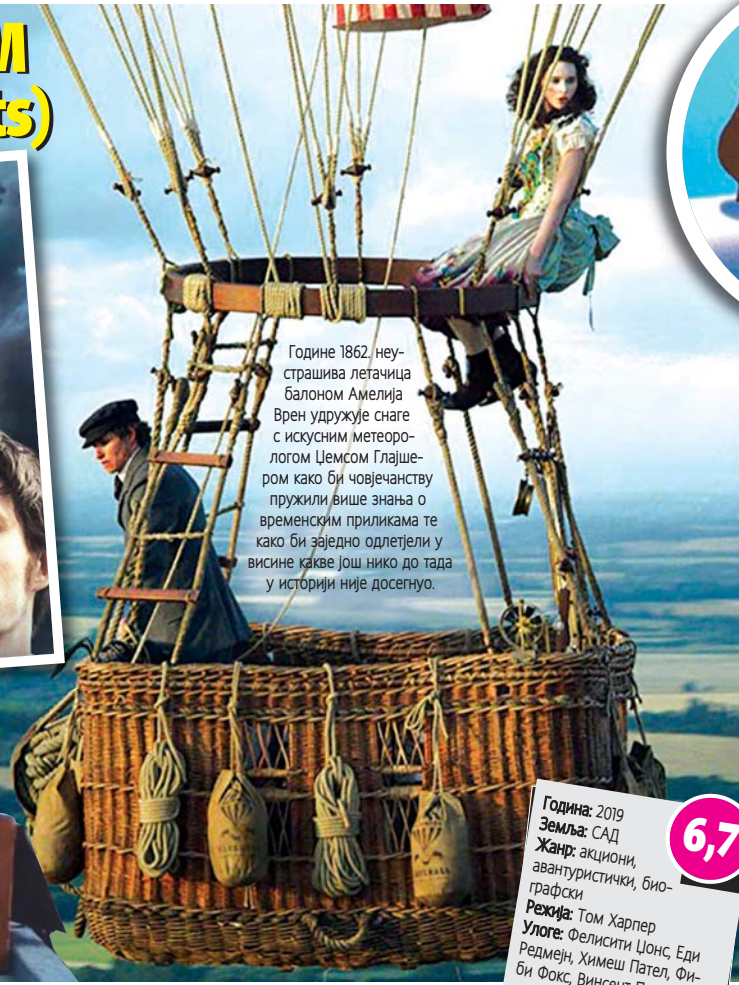 M
ts)
Године 1862. неу-
страшива летачица
балоном Амелија
Врен удружује снаге
с искусним метеоро-
логом Џемсом Глајше-
ром како би човјечанству
пружили више знања о
временским приликама те
како би заједно одлетјели у
висине какве још нико до тада
у историји није досегнуо.
Година: 2019
Земља: САД
Жанр: акциони,
авантуристички, био-
графски
Режија: Том Харпер
Улоге: Фелисити Џонс, Еди
Редмејн, Химеш Пател, Фи-
би Фокс, Винсент
6,7